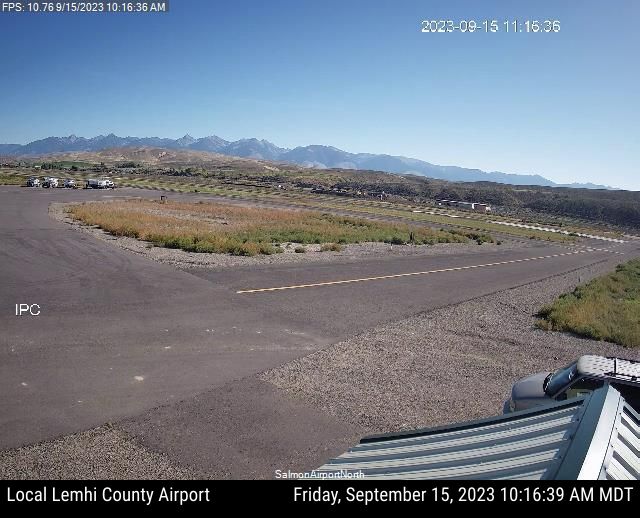 FPS: 10.76 9/15/2023 10:16:36 AM
2023-09-15 11:16:36
IPC
SalmonAirportNorth
Local Lemhi County Airport Friday, September 15, 2023 10:16:39 AM MDT